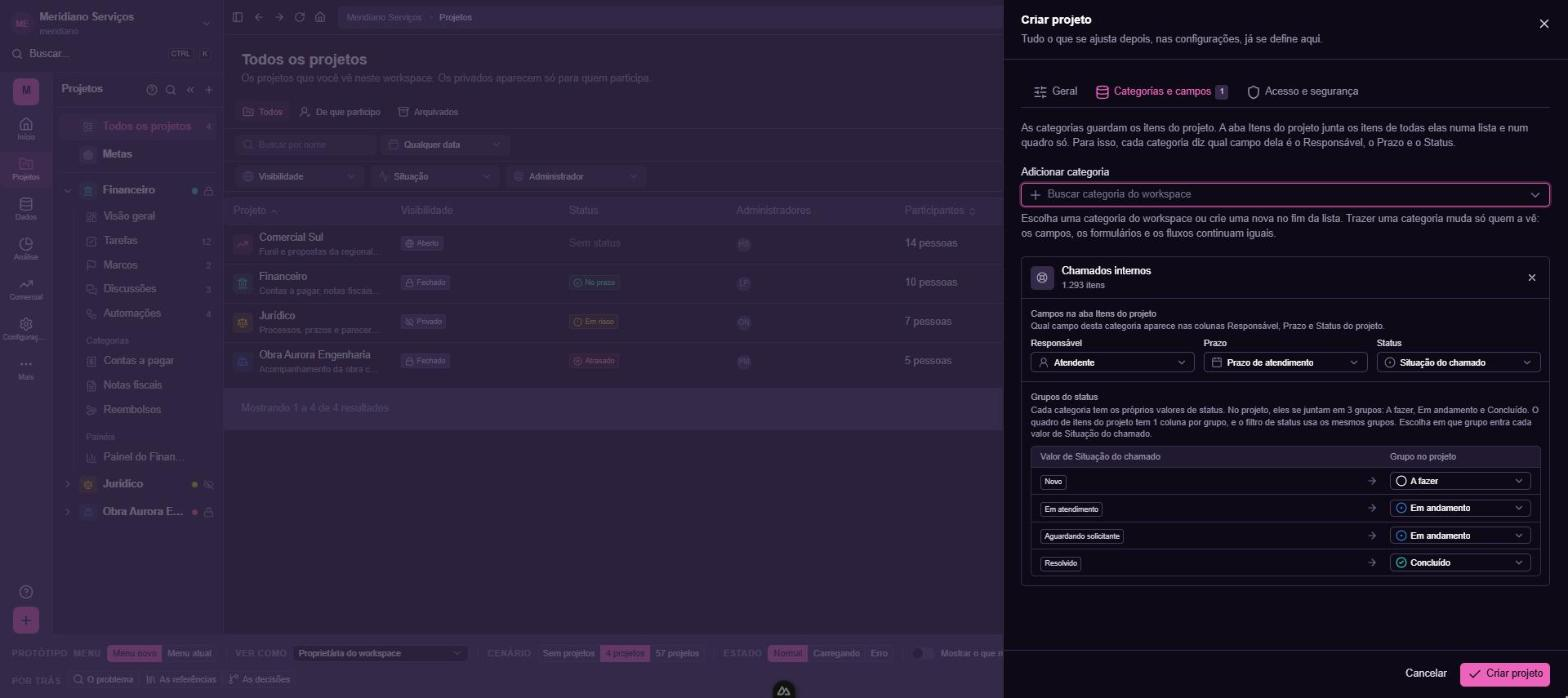 ME
Meridiano Serviços
meridiano
Buscar...
CTRL K
M
Início
Projetos
Dados
Análise
Comercial
Configuraç...
Mais
Projetos
Todos os projetos 4
Metas
Financeiro
Visão geral
Tarefas 12
Marcos 2
Discussões 3
Automações 4
Categorias
Contas a pagar
Notas fiscais
Reembolsos
Painéis
Painel do Finan...
Jurídico
Obra Aurora E...
Meridiano Serviços › Projetos
Todos os projetos
Os projetos que você vê neste workspace. Os privados aparecem só para quem participa.
Todos De que participo Arquivados
Buscar por nome Qualquer data
Visibilidade Situação Administrador
Projeto Visibilidade Status Administradores Participantes
Comercial Sul Aberto Sem status 14 pessoas
Funil e propostas da regional...
Financeiro Fechado No prazo LP 10 pessoas
Contas a pagar, notas fiscais...
Jurídico Privado Em risco 7 pessoas
Processos, prazos e parecer...
Obra Aurora Engenharia Fechado Atrasado 5 pessoas
Acompanhamento da obra c...
Mostrando 1 a 4 de 4 resultados
PROTÓTIPO MENU Menu novo Menu atual VER COMO Proprietária do workspace CENÁRIO Sem projetos 4 projetos 57 projetos ESTADO Normal Carregando Erro Mostrar o que m
POR TRÁS O problema As referências As decisões
Criar projeto
Tudo o que se ajusta depois, nas configurações, já se define aqui.
Geral Categorias e campos 1 Acesso e segurança
As categorias guardam os itens do projeto. A aba Itens do projeto junta os itens de todas elas numa lista e num
quadro só. Para isso, cada categoria diz qual campo dela é o Responsável, o Prazo e o Status.
Adicionar categoria
Buscar categoria do workspace
Escolha uma categoria do workspace ou crie uma nova no fim da lista. Trazer uma categoria muda só quem a vê:
os campos, os formulários e os fluxos continuam iguais.
Chamados internos
1.293 itens
Campos na aba Itens do projeto
Qual campo desta categoria aparece nas colunas Responsável, Prazo e Status do projeto.
Responsável Prazo Status
Atendente Prazo de atendimento Situação do chamado
Grupos do status
Cada categoria tem os próprios valores de status. No projeto, eles se juntam em 3 grupos: A fazer, Em andamento e Concluído. O
quadro de itens do projeto tem 1 coluna por grupo, e o filtro de status usa os mesmos grupos. Escolha em que grupo entra cada
valor de Situação do chamado.
Valor de Situação do chamado Grupo no projeto
Novo A fazer
Em atendimento Em andamento
Aguardando solicitante Em andamento
Resolvido Concluído
Cancelar Criar projeto